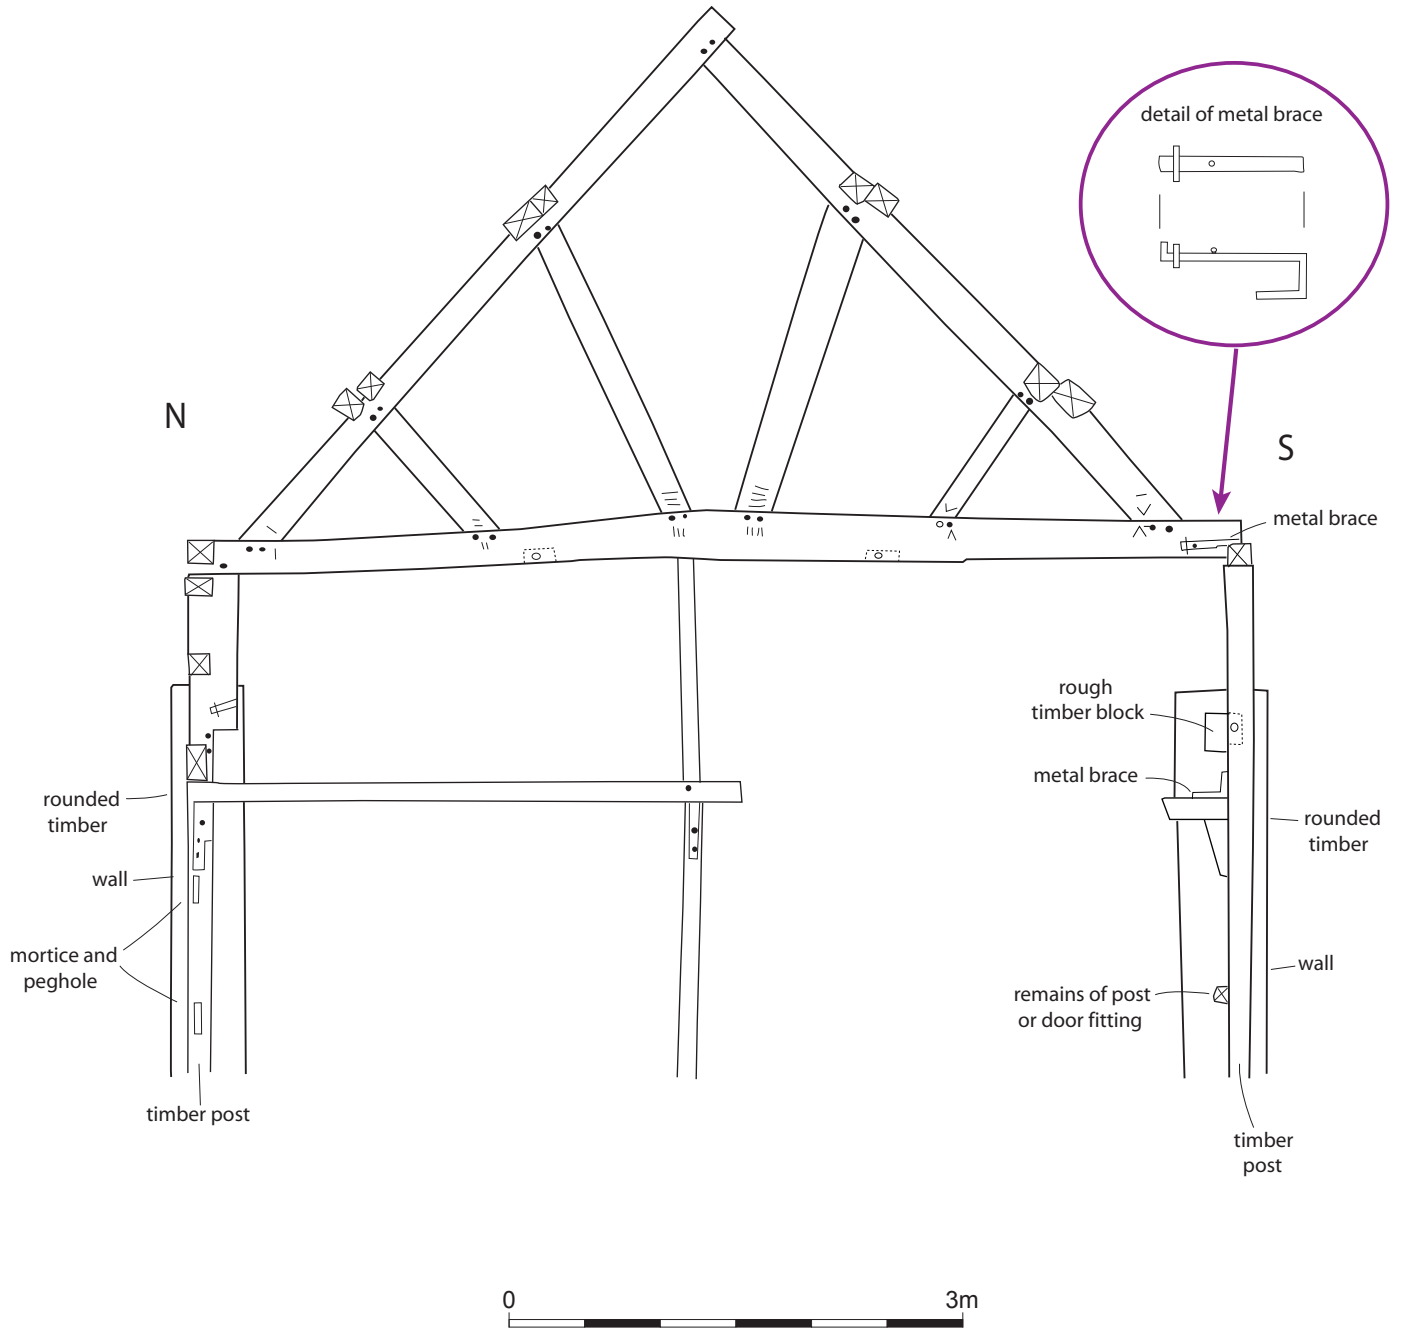 detail of metal brace
N
S
metal brace
rough
timber block
metal brace
rounded
timber
rounded
timber
wall
mortice and
peghole
wall
remains of post
or door fitting
timber post
timber
post
0 3m